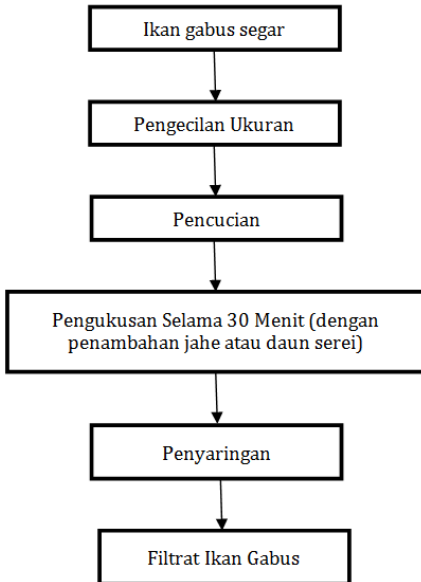 Ikan gabus segar
Pengecilan Ukuran
Pencucian
Pengukusan Selama 30 Menit (dengan
penambahan jahe atau daun serei)
Penyaringan
Filtrat Ikan Gabus